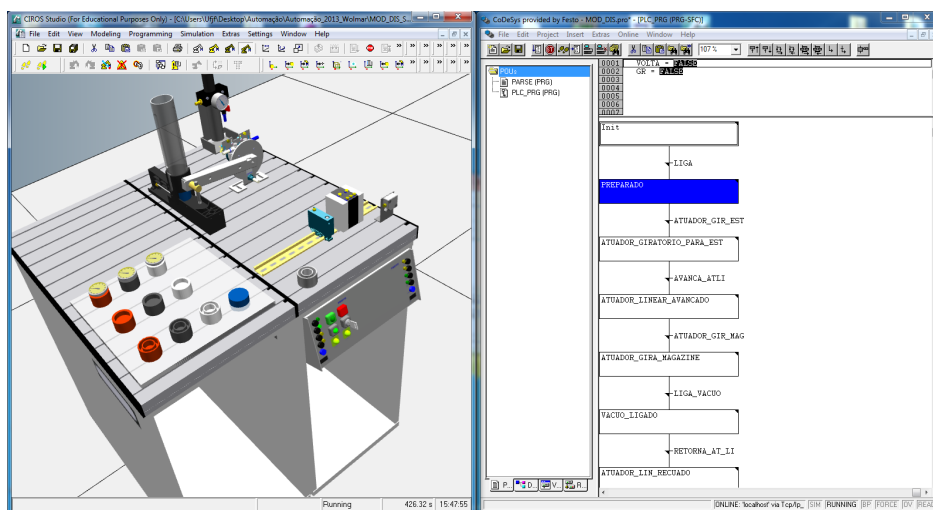 CIROS Studio (For Educational Purposes Only) - [C:\Users\Ufjf\Desktop\Automação\Automação_2013_Wolmar\MOD_DIS_S...
File Edit View Modeling Programming Simulation Extras Settings Window Help
Running 426.32 s 15:47:55
CoDeSys provided by Festo - MOD_DIS.pro* - [PLC_PRG (PRG-SFC)]
File Edit Project Insert Extras Online Window Help
107 %
POUs
PARSE (PRG)
PLC_PRG (PRG)
0001 VOLTA = FALSE
0002 GR = FALSE
0003
0004
0005
0006
0007
Init
LIGA
PREPARADO
ATUADOR_GIR_EST
ATUADOR_GIRATORIO_PARA_EST
AVANCA_ATLI
ATUADOR_LINEAR_AVANCADO
ATUADOR_GIR_MAG
ATUADOR_GIRA_MAGAZINE
LIGA_VACUO
VACUO_LIGADO
RETORNA_AT_LI
ATUADOR_LIN_RECUADO
P... D... V... R...
ONLINE: 'localhost' via Tcp/Ip_ SIM RUNNING BP FORCE OV READ